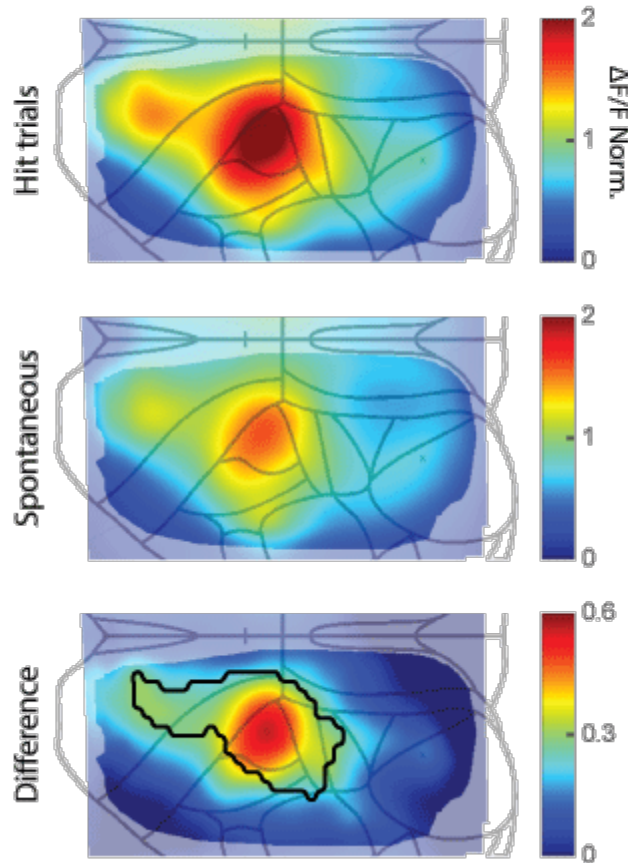 Hit trials
2
1
0
ΔF/F Norm.
Spontaneous
2
1
0
Difference
0.6
0.3
0